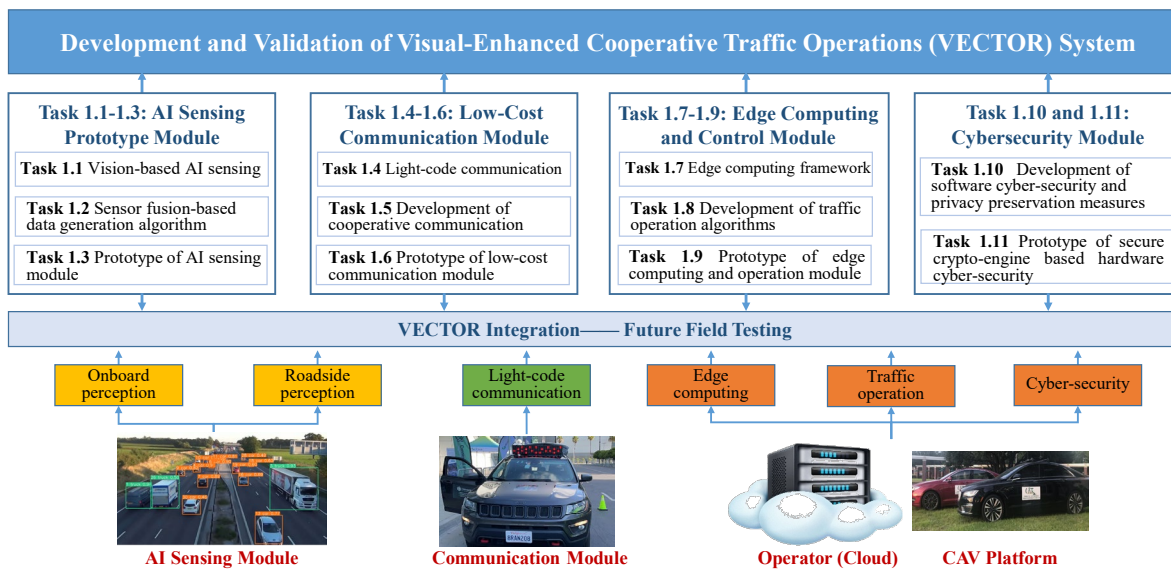 Development and Validation of Visual-Enhanced Cooperative Traffic Operations (VECTOR) System
Task 1.1-1.3: AI Sensing
Prototype Module
Task 1.1 Vision-based AI sensing
Task 1.2 Sensor fusion-based
data generation algorithm
Task 1.3 Prototype of AI sensing
module
Task 1.4-1.6: Low-Cost
Communication Module
Task 1.4 Light-code communication
Task 1.5 Development of
cooperative communication
Task 1.6 Prototype of low-cost
communication module
Task 1.7-1.9: Edge Computing
and Control Module
Task 1.7 Edge computing framework
Task 1.8 Development of traffic
operation algorithms
Task 1.9 Prototype of edge
computing and operation module
Task 1.10 and 1.11:
Cybersecurity Module
Task 1.10 Development of
software cyber-security and
privacy preservation measures
Task 1.11 Prototype of secure
crypto-engine based hardware
cyber-security
VECTOR Integration—— Future Field Testing
Onboard
perception
Roadside
perception
Light-code
communication
Edge
computing
Traffic
operation
Cyber-security
AI Sensing Module
Communication Module
Operator (Cloud)
CAV Platform